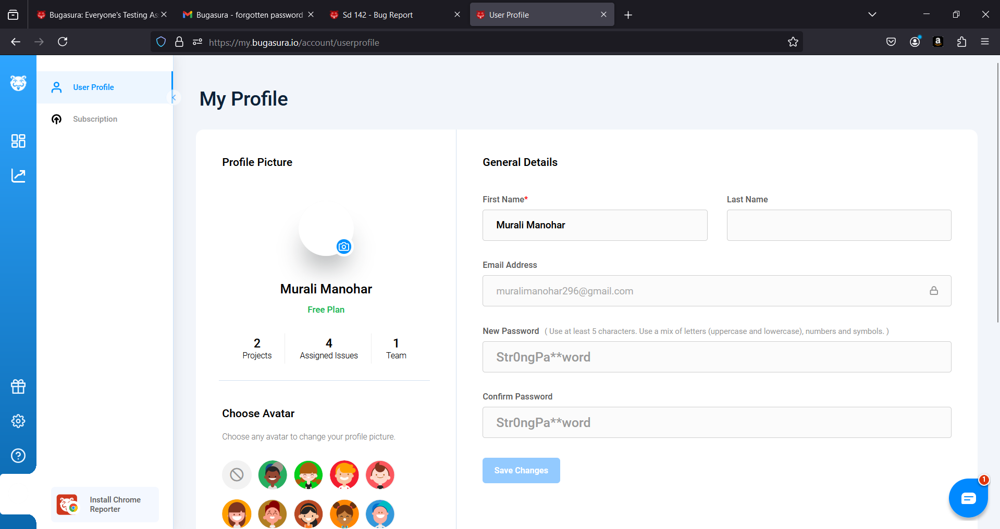 Bugasura: Everyone's Testing As
Bugasura - forgotten password
Sd 142 - Bug Report
User Profile
https://my.bugasura.io/account/userprofile
User Profile
Subscription
My Profile
Profile Picture
Murali Manohar
Free Plan
2 Projects
4 Assigned Issues
1 Team
Choose Avatar
Choose any avatar to change your profile picture.
General Details
First Name*
Murali Manohar
Last Name
Email Address
muralimanohar296@gmail.com
New Password ( Use at least 5 characters. Use a mix of letters (uppercase and lowercase), numbers and symbols. )
Str0ngPa**word
Confirm Password
Str0ngPa**word
Save Changes
Install Chrome
Reporter
1